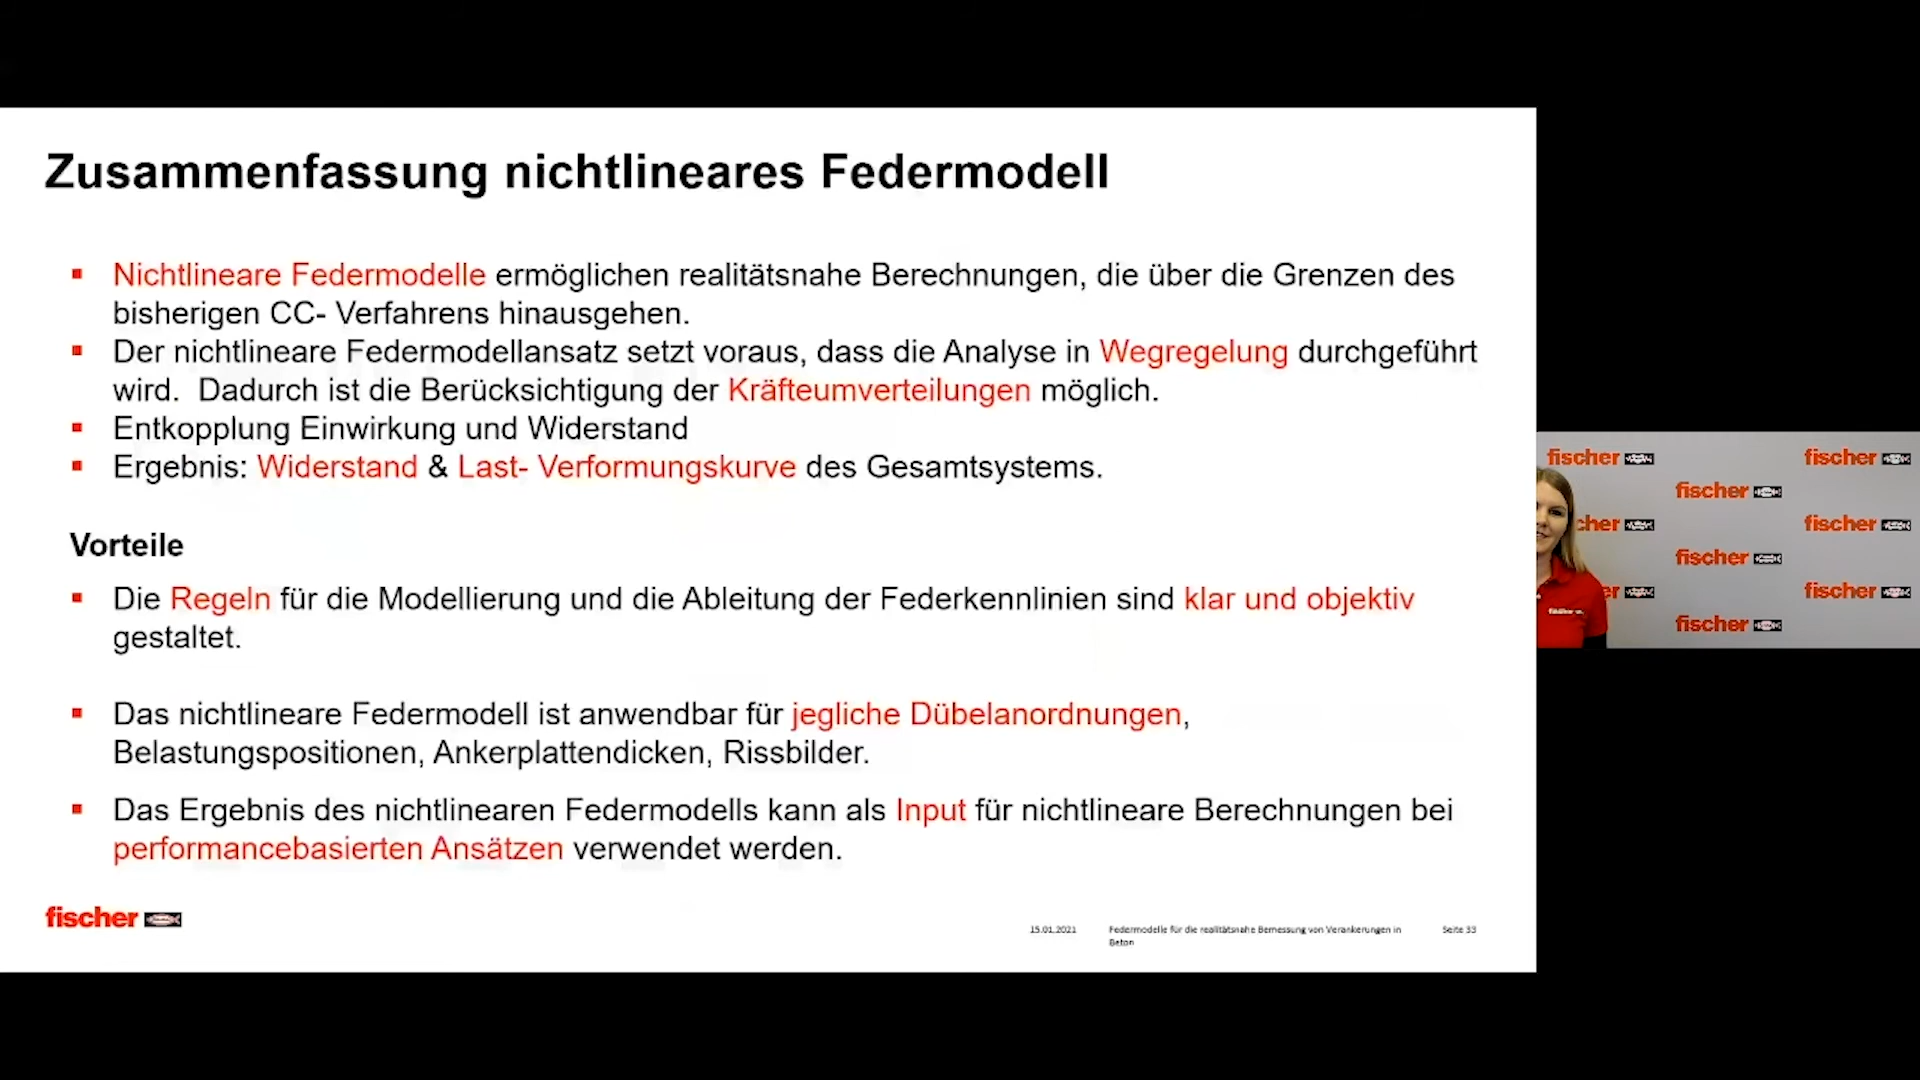 Zusammenfassung nichtlineares Federmodell
Nichtlineare Federmodelle ermöglichen realitätsnahe Berechnungen, die über die Grenzen des
bisherigen CC- Verfahrens hinausgehen.
Der nichtlineare Federmodellansatz setzt voraus, dass die Analyse in Wegregelung durchgeführt
wird. Dadurch ist die Berücksichtigung der Kräfteumverteilungen möglich.
Entkopplung Einwirkung und Widerstand
Ergebnis: Widerstand & Last- Verformungskurve des Gesamtsystems.
Vorteile
Die Regeln für die Modellierung und die Ableitung der Federkennlinien sind klar und objektiv
gestaltet.
Das nichtlineare Federmodell ist anwendbar für jegliche Dübelanordnungen,
Belastungspositionen, Ankerplattendicken, Rissbilder.
Das Ergebnis des nichtlinearen Federmodells kann als Input für nichtlineare Berechnungen bei
performancebasierten Ansätzen verwendet werden.
fischer
15.01.2021
Federmodelle für die realitätsnahe Bemessung von Verankerungen in
Beton
Seite 33
fischer
fischer
fischer
cher
fischer
fischer
er
fischer
fischer